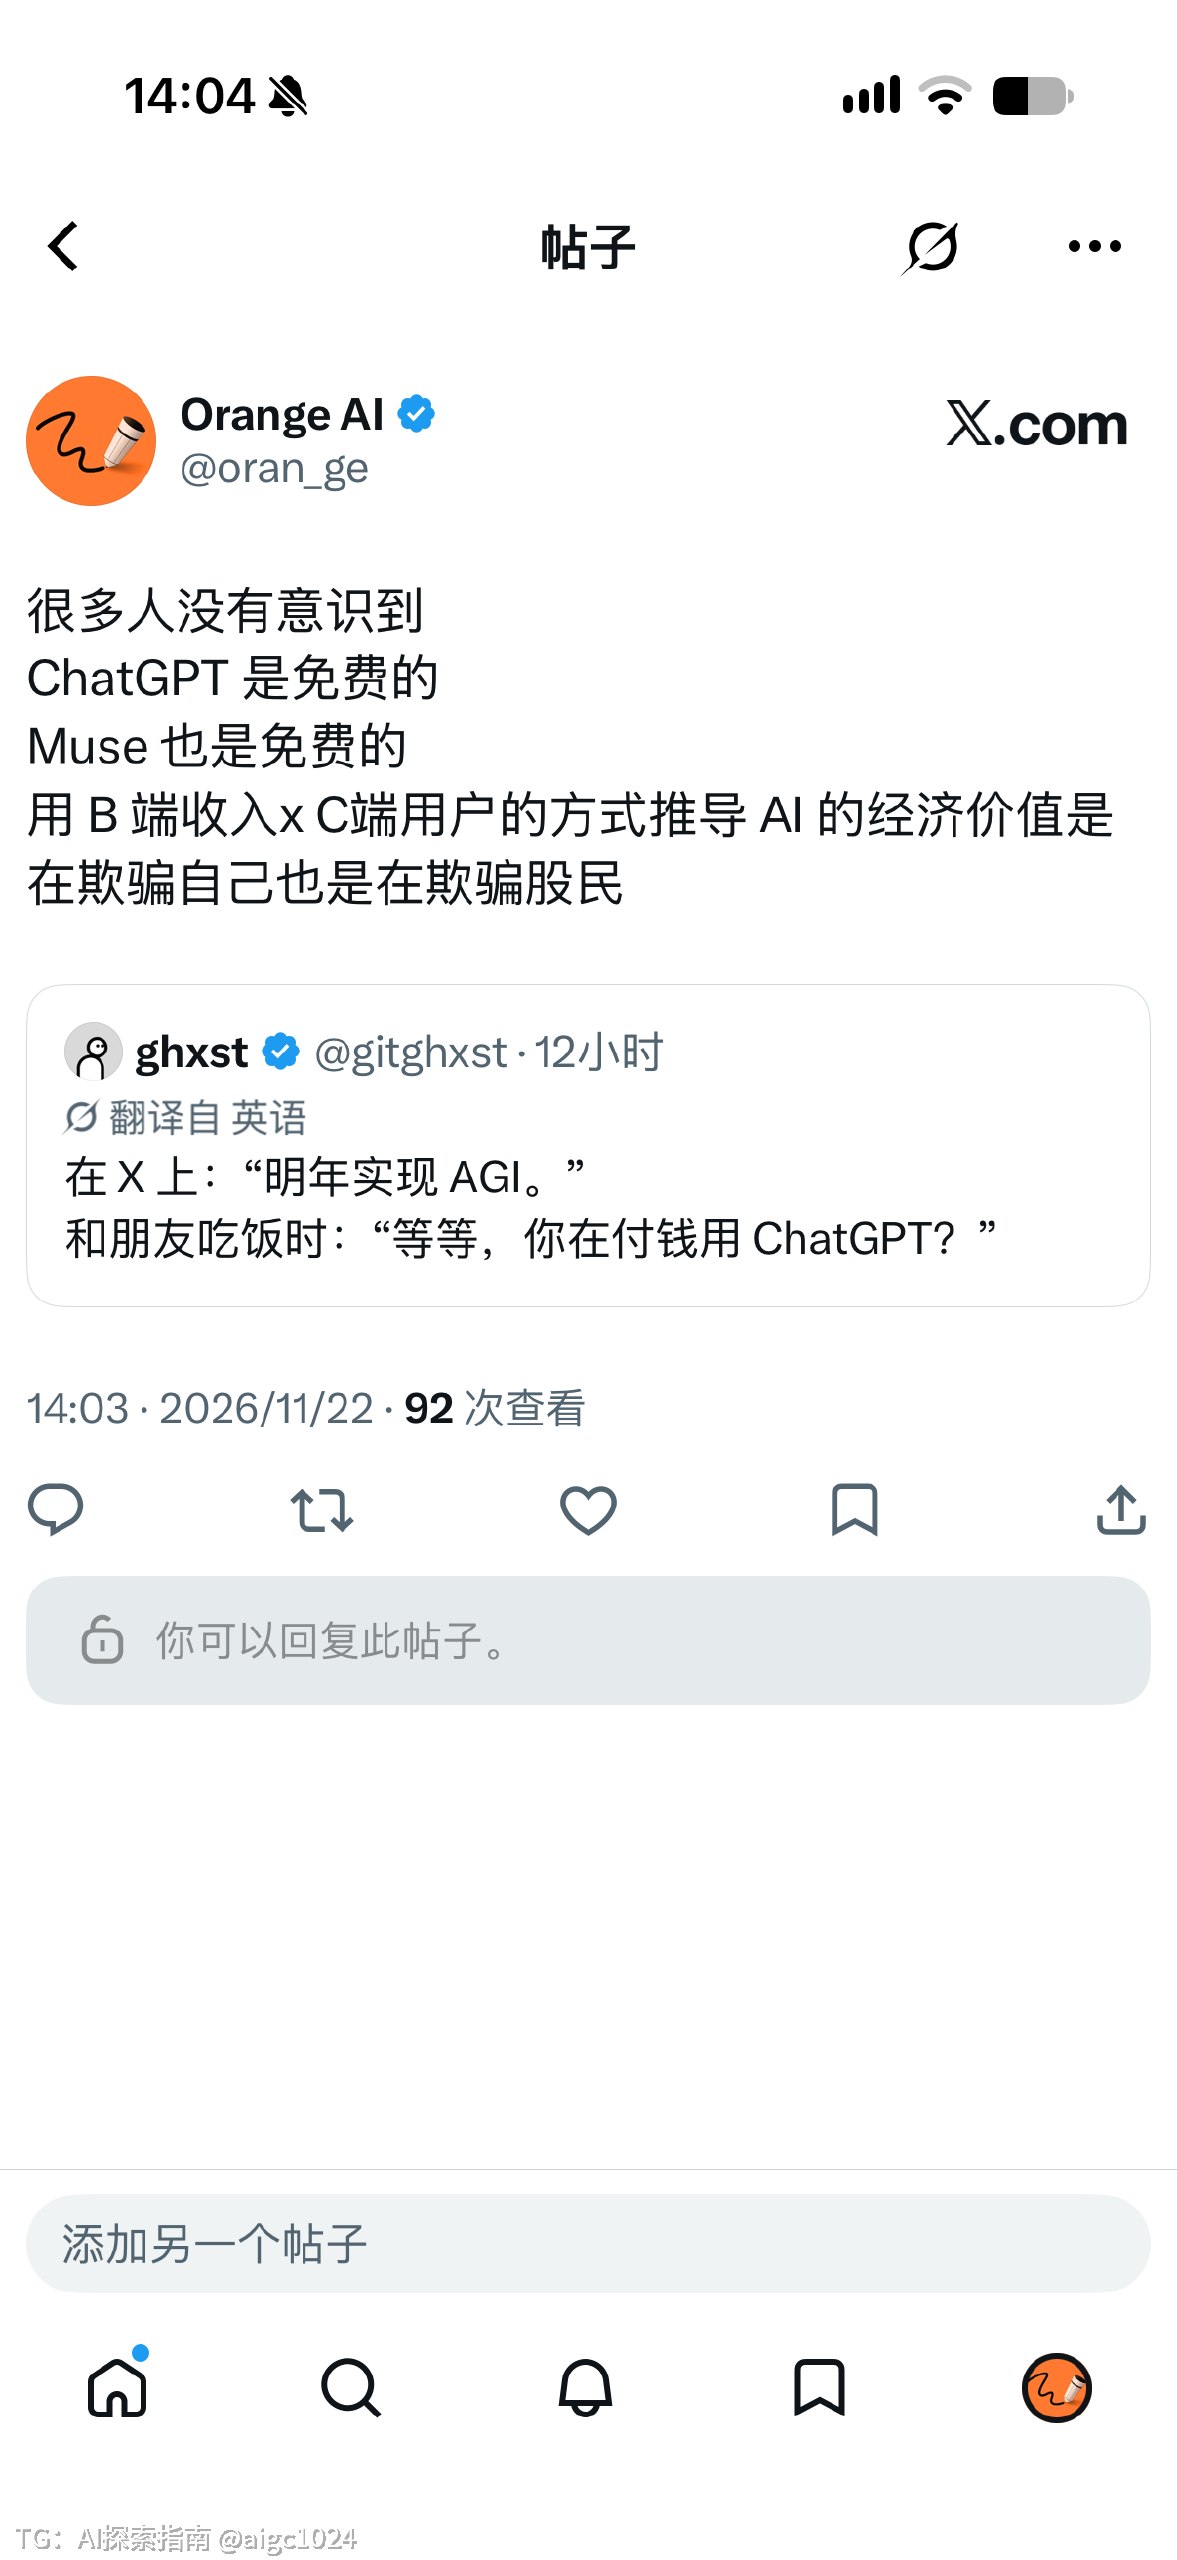 14:04
帖子
Orange AI
@oran_ge
X.com
很多人没有意识到
ChatGPT 是免费的
Muse 也是免费的
用 B 端收入x C端用户的方式推导 AI 的经济价值是
在欺骗自己也是在欺骗股民
ghxst @gitghxst · 12小时
翻译自 英语
在 X 上：“明年实现 AGI。”
和朋友吃饭时：“等等，你在付钱用 ChatGPT？”
14:03 · 2026/11/22 · 92 次查看
你可以回复此帖子。
添加另一个帖子
TG：AI探索指南 @aigc1024